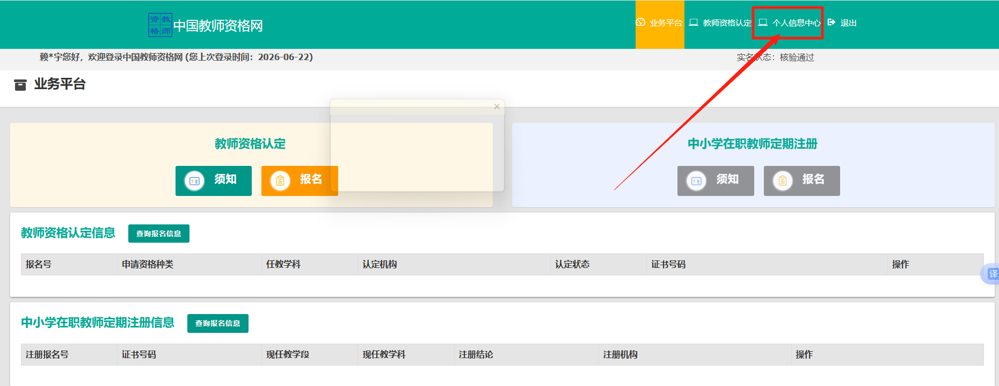 资 教
格 师
中国教师资格网
业务平台 教师资格认定 个人信息中心 退出
赖*宇您好，欢迎登录中国教师资格网 (您上次登录时间：2026-06-22)
实名状态：核验通过
业务平台
×
教师资格认定
须知 报名
中小学在职教师定期注册
须知 报名
教师资格认定信息 查询报名信息
报名号 申请资格种类 任教学科 认定机构 认定状态 证书号码 操作
译
中小学在职教师定期注册信息 查询报名信息
注册报名号 证书号码 现任教学段 现任教学科 注册结论 注册机构 操作